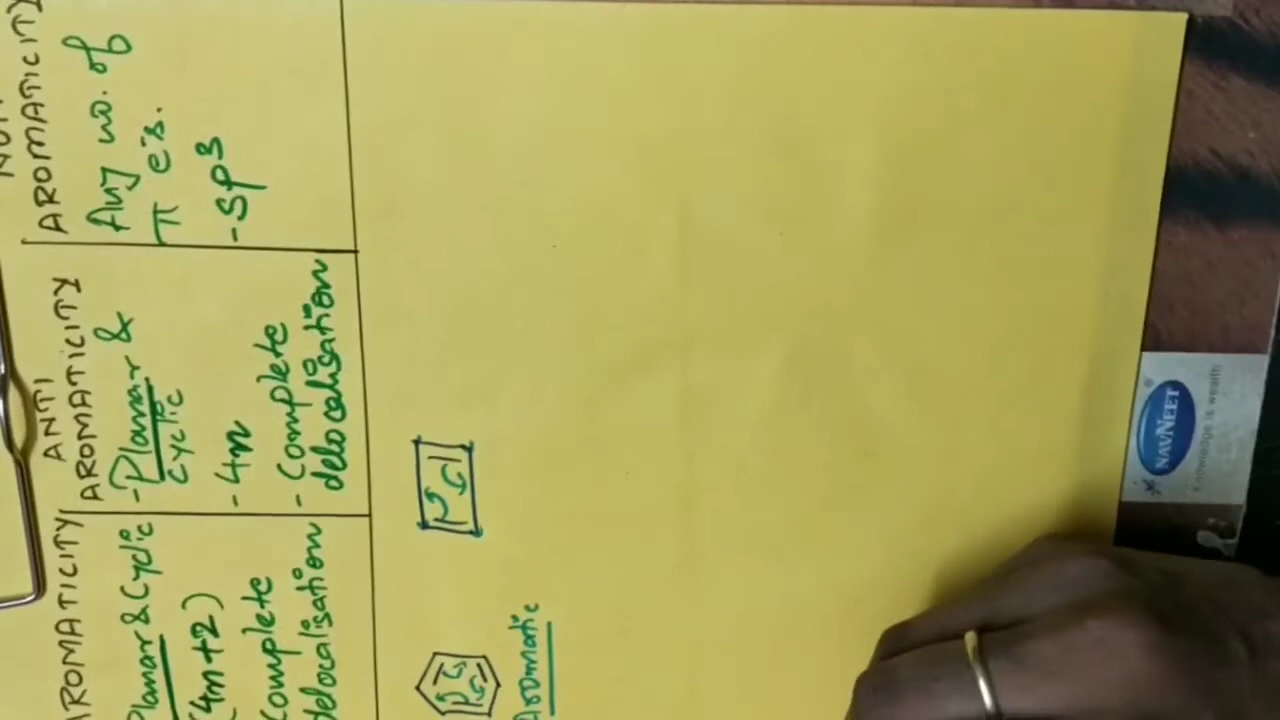 AROMATICITY
Planar & Cyclic
(4n+2)
Complete
delocalisation
Aromatic
ANTI
AROMATICITY
- Planar &
cyclic
- 4n
- Complete
delocalisation
AROMATICITY
Any no. of
π e's.
- sp3
NAVNEET
Knowledge is wealth